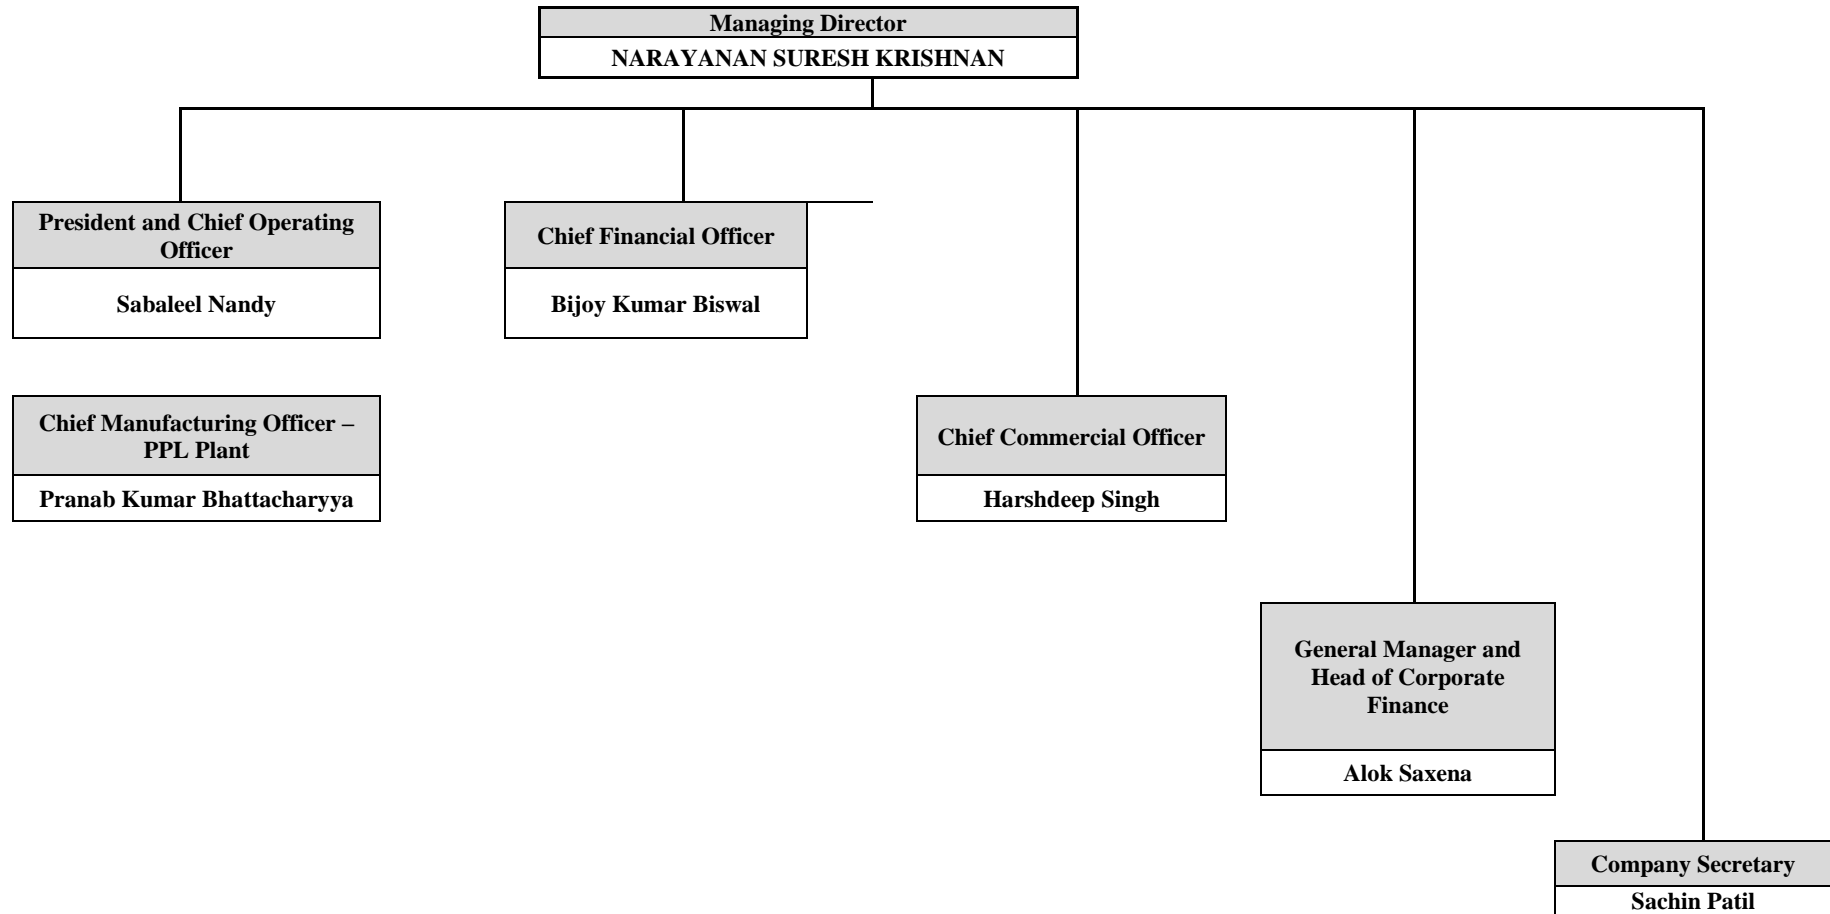 Managing Director
NARAYANAN SURESH KRISHNAN
President and Chief Operating
Officer
Sabaleel Nandy
Chief Financial Officer
Bijoy Kumar Biswal
Chief Manufacturing Officer –
PPL Plant
Pranab Kumar Bhattacharyya
Chief Commercial Officer
Harshdeep Singh
General Manager and
Head of Corporate
Finance
Alok Saxena
Company Secretary
Sachin Patil